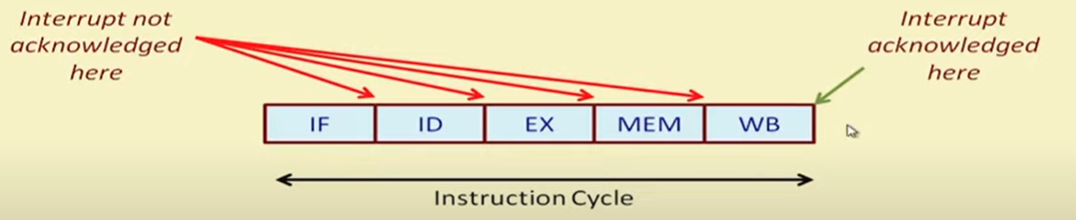 Interrupt not
acknowledged
here
Interrupt
acknowledged
here
IF ID EX MEM WB
Instruction Cycle